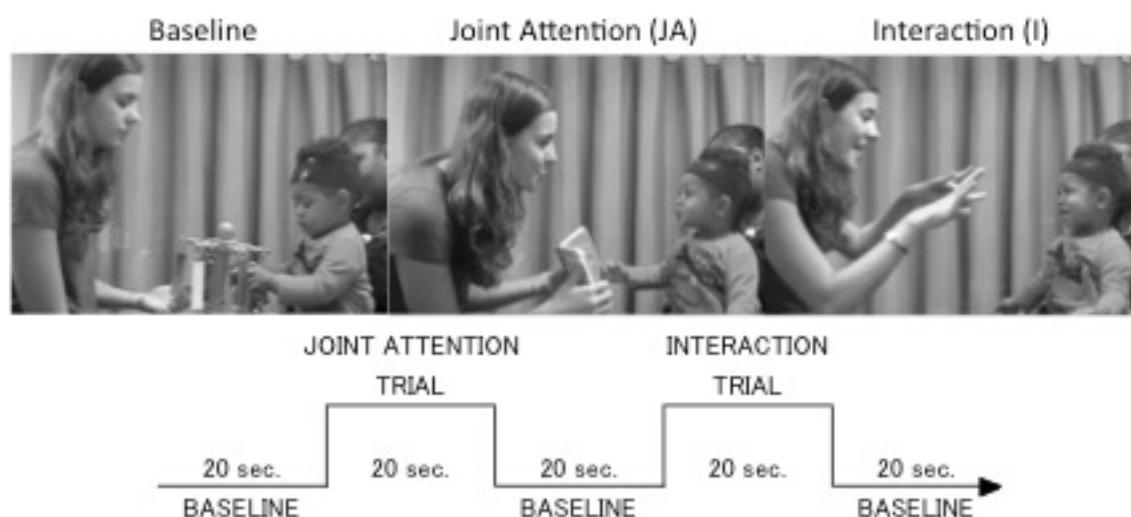 Baseline Joint Attention (JA) Interaction (I)
JOINT ATTENTION INTERACTION
TRIAL TRIAL
20 sec. 20 sec. 20 sec. 20 sec. 20 sec.
BASELINE BASELINE BASELINE